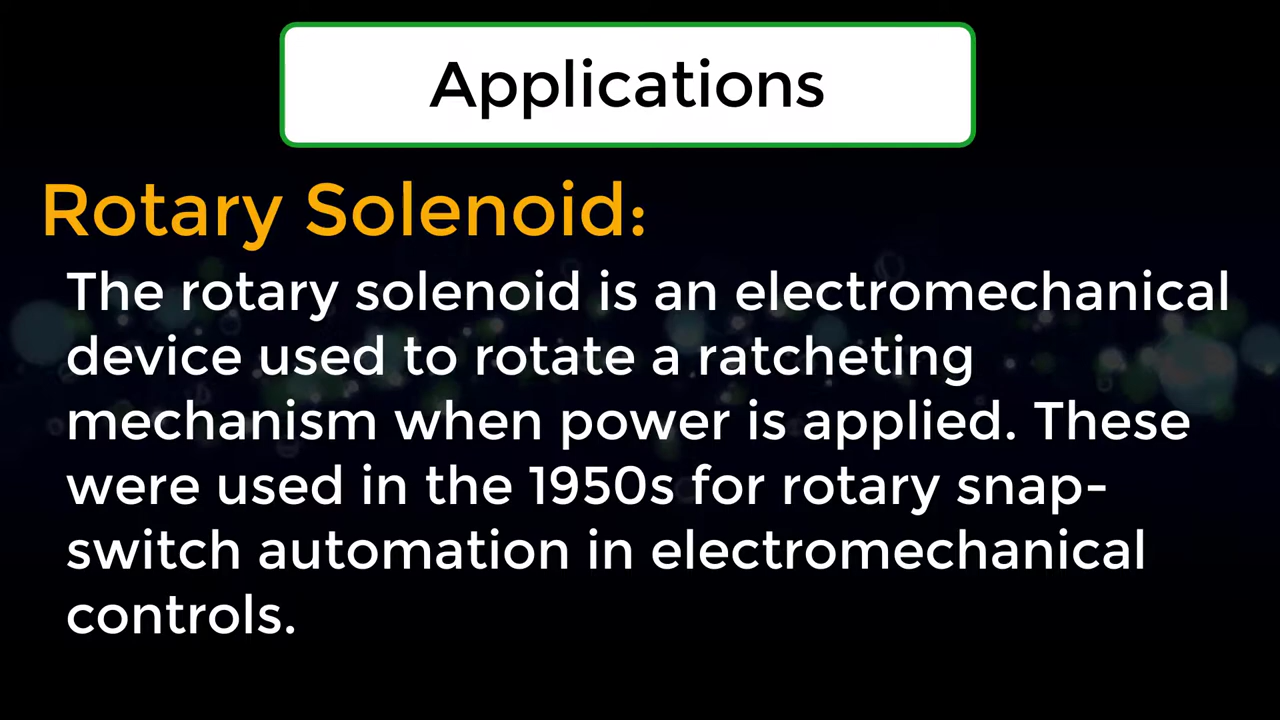 Applications
Rotary Solenoid:
The rotary solenoid is an electromechanical
device used to rotate a ratcheting
mechanism when power is applied. These
were used in the 1950s for rotary snap-
switch automation in electromechanical
controls.